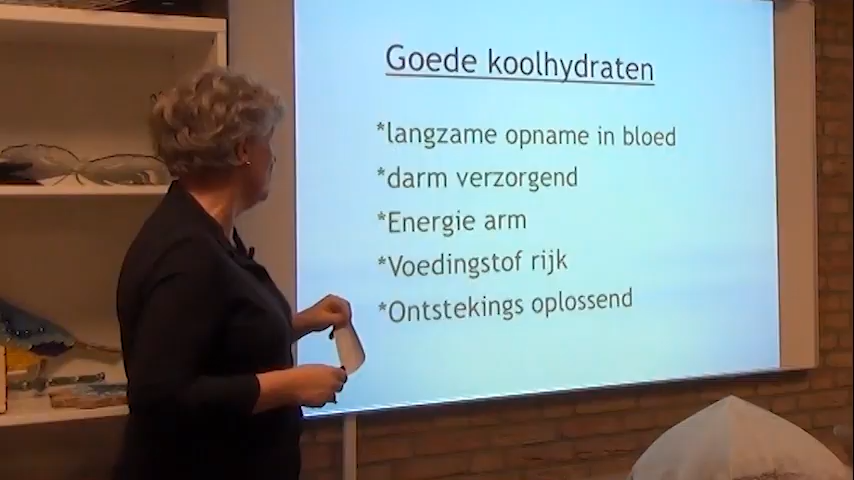 Goede koolhydraten
*langzame opname in bloed
*darm verzorgend
*Energie arm
*Voedingstof rijk
*Ontstekings oplossend